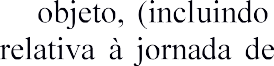 objeto, (incluindo
relativa à jornada de